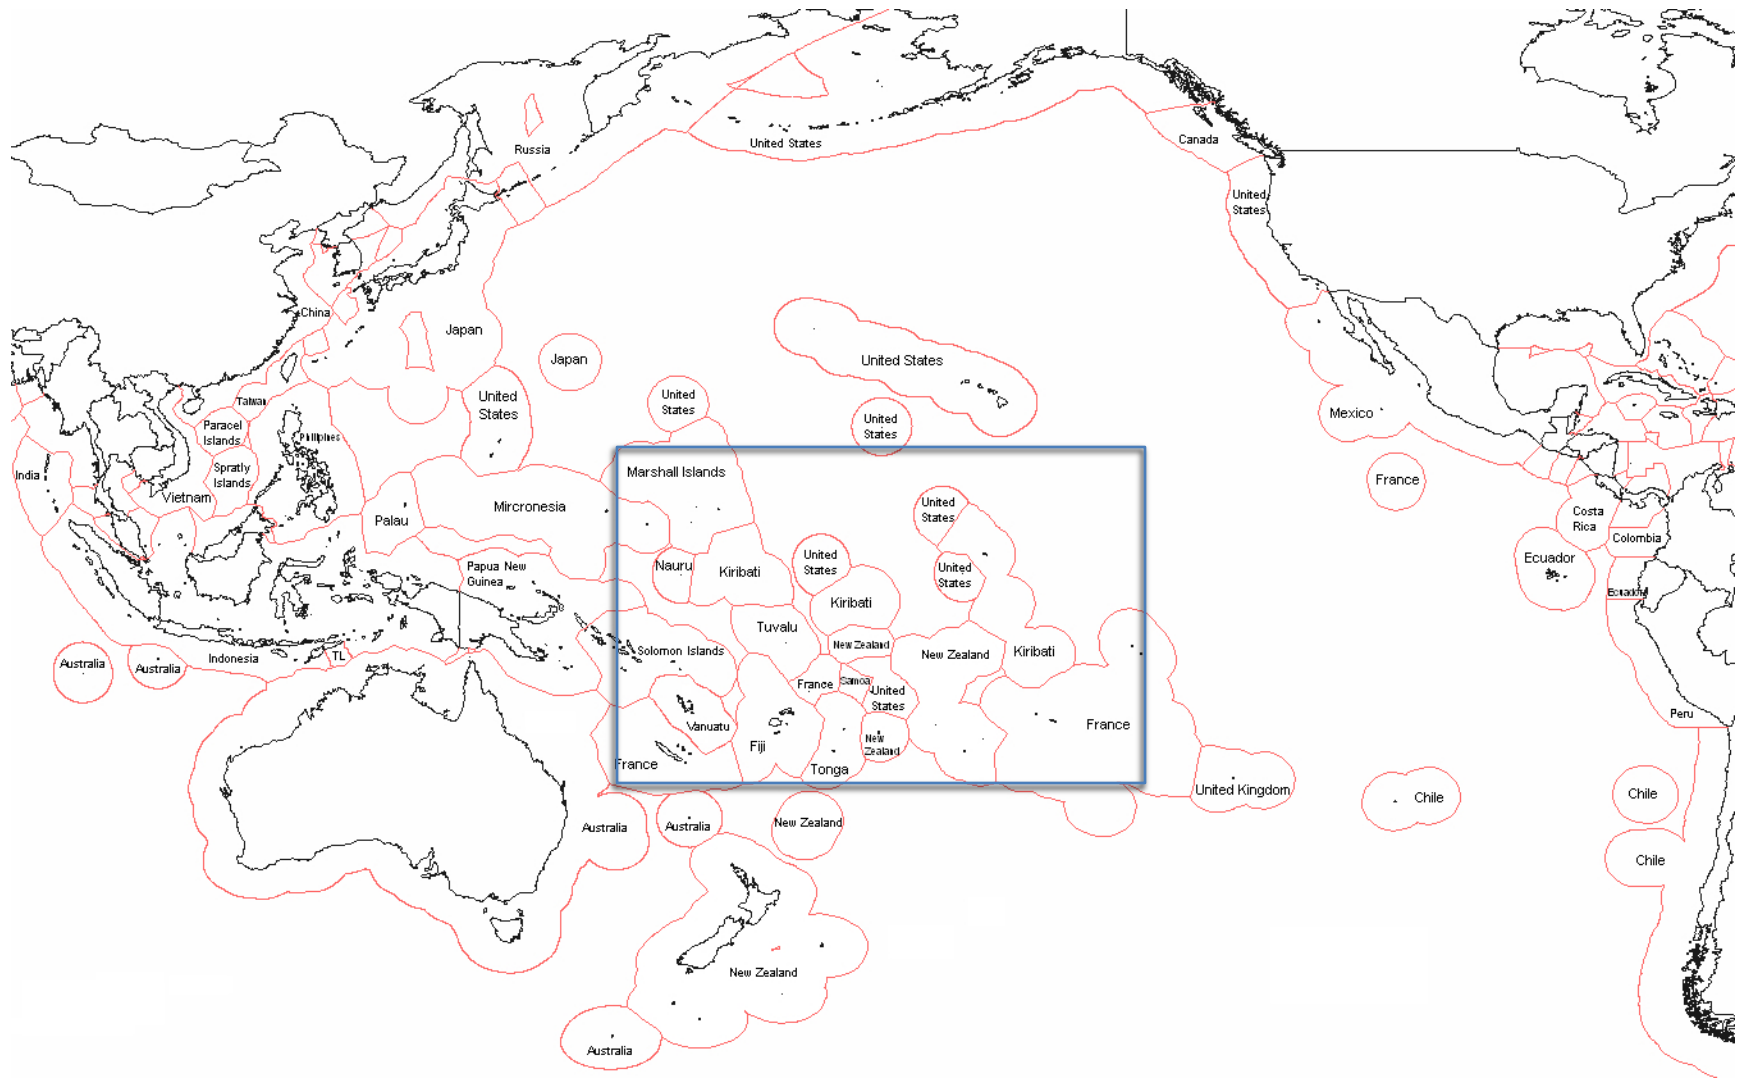 United States
Canada
Russia
United
States
China
Japan
Japan
United States
United
States
United
States
United
States
Taiwan
Mexico
Paracel
Islands
Philipines
Spratly
Islands
India
Vietnam
Marshall Islands
France
Mircronesia
United
States
Palau
Costa
Rica
Colombia
Nauru
Kiribati
United
States
United
States
Papua New
Guinea
Ecuador
Ecuador
Kiribati
Tuvalu
New Zealand
Solomon Islands
Indonesia
TL
New Zealand
Kiribati
Australia
Australia
France
Samoa
United
States
Vanuatu
Fiji
New
Zealand
France
Peru
France
Tonga
United Kingdom
Chile
Chile
Australia
Australia
New Zealand
Chile
New Zealand
Australia